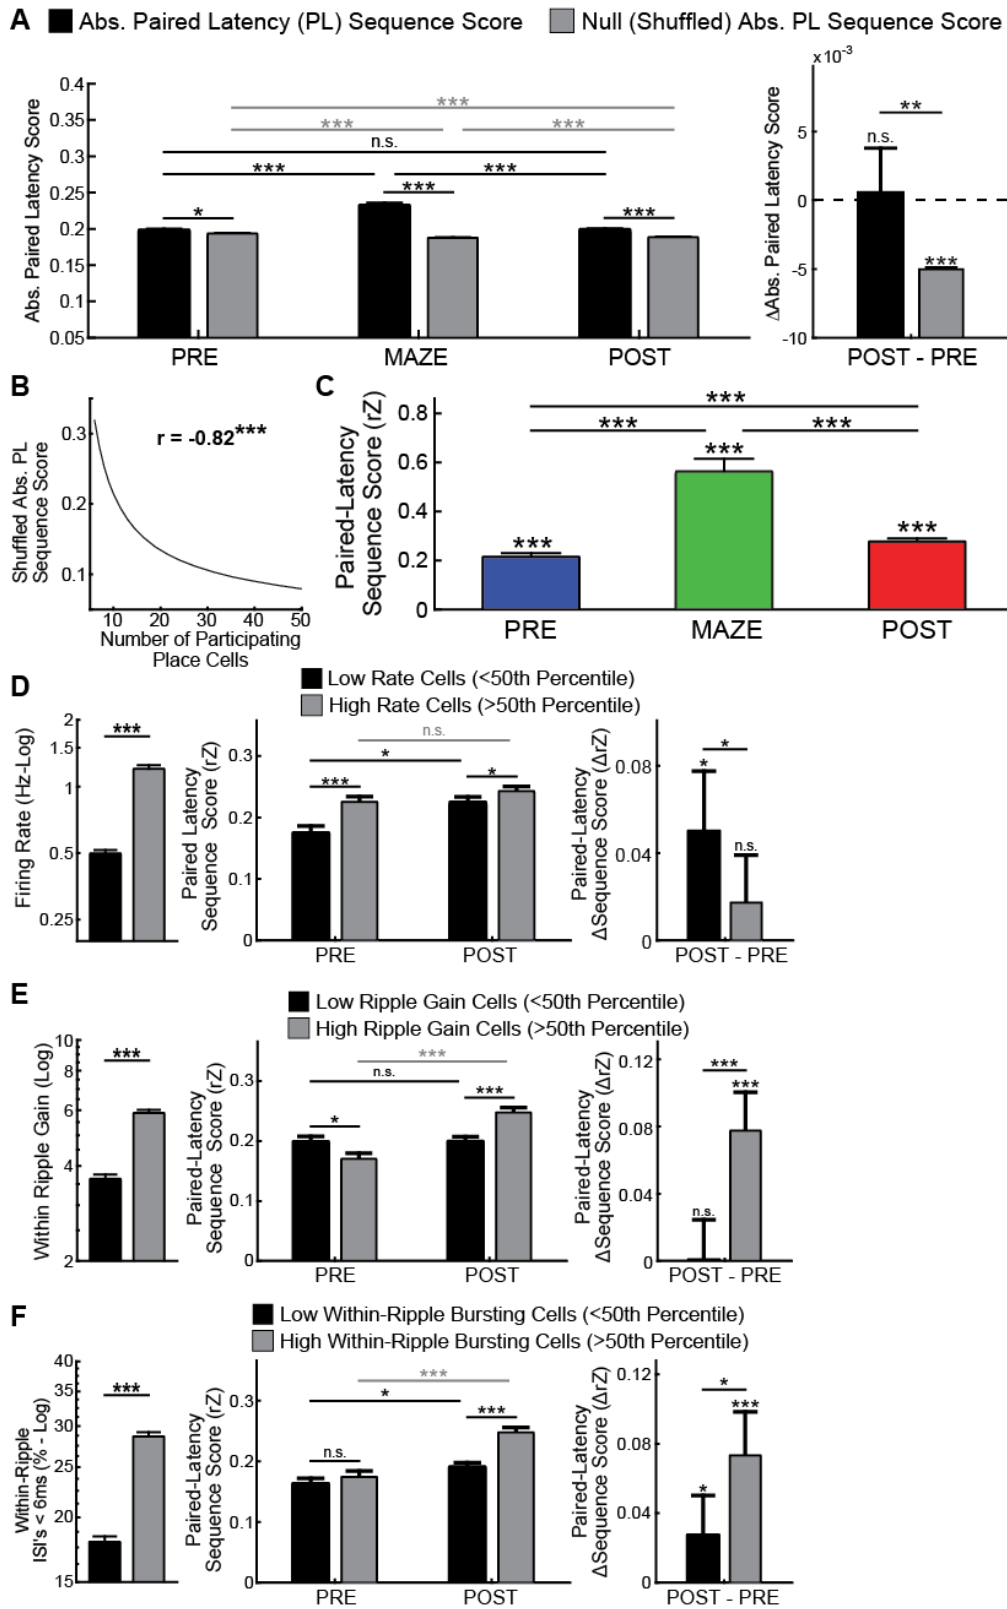 A
Abs. Paired Latency (PL) Sequence Score
Null (Shuffled) Abs. PL Sequence Score
Abs. Paired Latency Score
0.4
0.35
0.3
0.25
0.2
0.15
0.1
0.05
***
***
***
n.s.
***
***
*
***
***
PRE
MAZE
POST
x10⁻³
ΔAbs. Paired Latency Score
5
0
-5
-10
**
n.s.
***
POST - PRE
B
Shuffled Abs. PL
Sequence Score
0.3
0.2
0.1
r = -0.82***
10
20
30
40
50
Number of Participating
Place Cells
C
Paired-Latency
Sequence Score (rZ)
0.8
0.6
0.4
0.2
0
***
***
***
***
***
***
PRE
MAZE
POST
D
Low Rate Cells (<50th Percentile)
High Rate Cells (>50th Percentile)
Firing Rate (Hz-Log)
2
1.5
1
0.5
0.25
***
Paired Latency
Sequence Score (rZ)
0.3
0.2
0.1
0
n.s.
*
***
*
PRE
POST
Paired-Latency
ΔSequence Score (ΔrZ)
0.08
0.04
0
*
*
n.s.
POST - PRE
E
Low Ripple Gain Cells (<50th Percentile)
High Ripple Gain Cells (>50th Percentile)
Within Ripple Gain (Log)
10
8
6
4
2
***
Paired-Latency
Sequence Score (rZ)
0.3
0.2
0.1
0
***
n.s.
*
***
PRE
POST
Paired-Latency
ΔSequence Score (ΔrZ)
0.12
0.08
0.04
0
***
***
n.s.
POST - PRE
F
Low Within-Ripple Bursting Cells (<50th Percentile)
High Within-Ripple Bursting Cells (>50th Percentile)
Within-Ripple
ISI's < 6ms (% - Log)
40
35
30
25
20
15
***
Paired-Latency
Sequence Score (rZ)
0.3
0.2
0.1
0
***
*
n.s.
***
PRE
POST
Paired-Latency
ΔSequence Score (ΔrZ)
0.12
0.08
0.04
0
*
***
*
POST - PRE